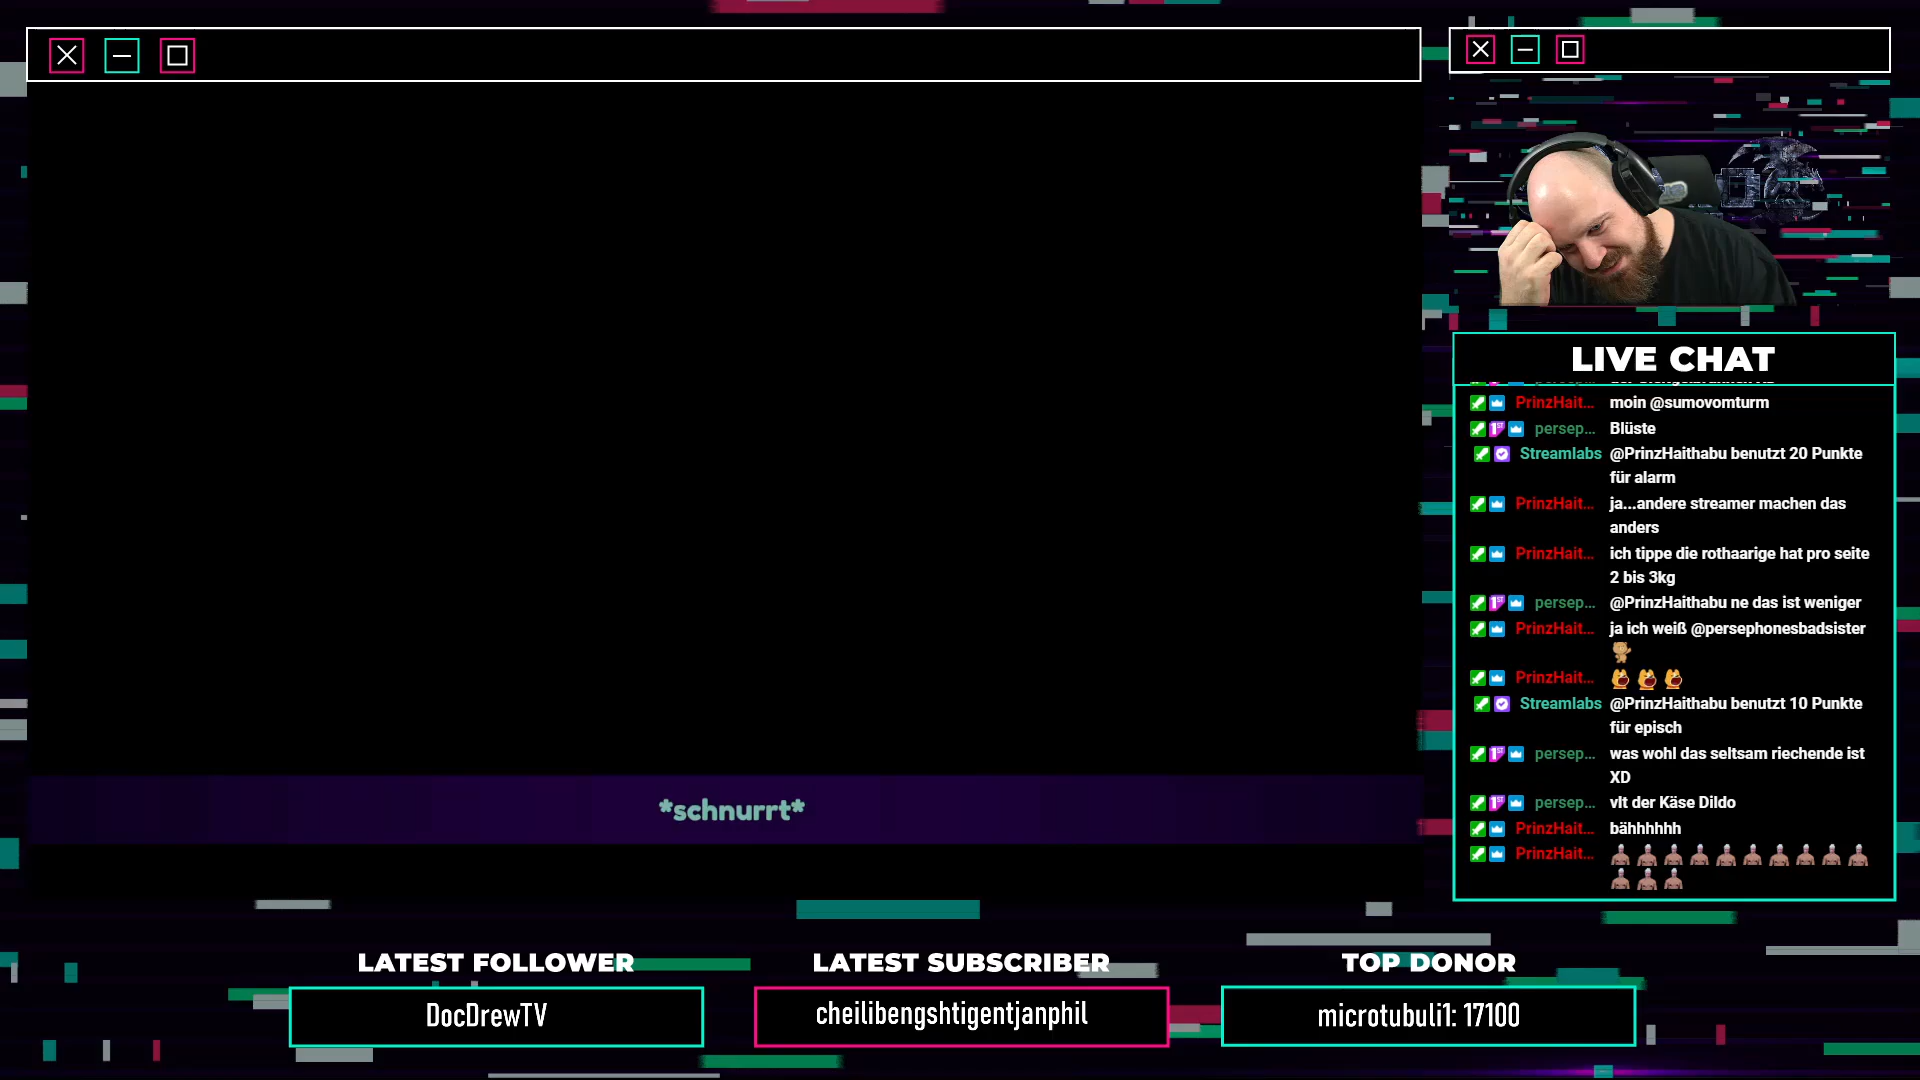 LIVE CHAT
PrinzHait... moin @sumovomturm
persep... Blüste
Streamlabs @PrinzHaithabu benutzt 20 Punkte
für alarm
PrinzHait... ja...andere streamer machen das
anders
PrinzHait... ich tippe die rothaarige hat pro seite
2 bis 3kg
persep... @PrinzHaithabu ne das ist weniger
PrinzHait... ja ich weiß @persephonesbadsister
PrinzHait...
Streamlabs @PrinzHaithabu benutzt 10 Punkte
für episch
persep... was wohl das seltsam riechende ist
XD
persep... vlt der Käse Dildo
PrinzHait... bähhhhhh
PrinzHait...
*schnurrt*
LATEST FOLLOWER
DocDrewTV
LATEST SUBSCRIBER
cheilibengshtigentjanphil
TOP DONOR
microtubuli1: 17100